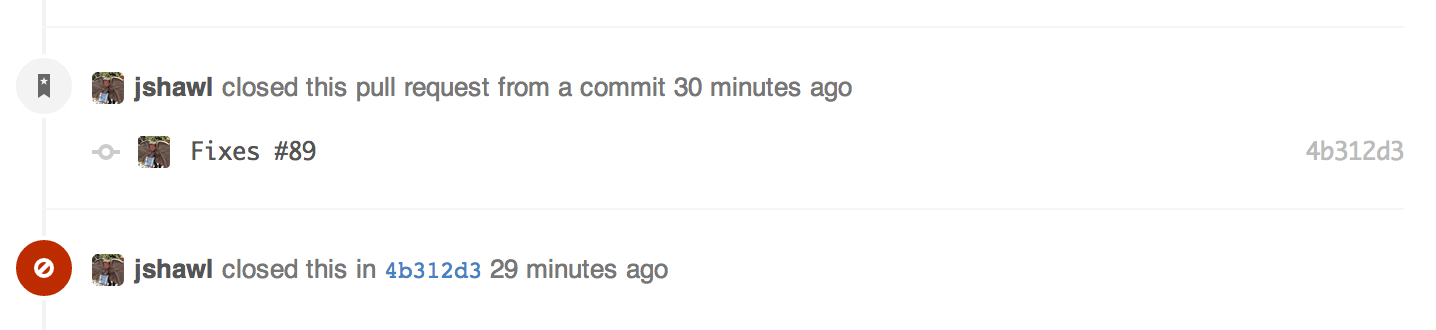 jshawl closed this pull request from a commit 30 minutes ago
Fixes #89 4b312d3
jshawl closed this in 4b312d3 29 minutes ago